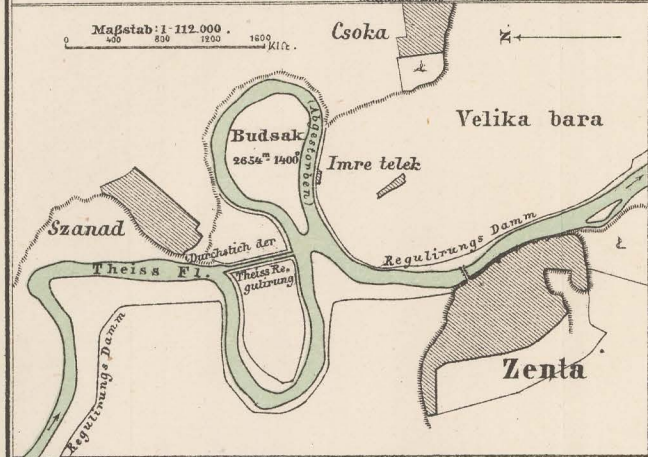 Maßstab: 1-112.000.
0 400 800 1200 1600 Klft.
Csoka
N
Velika bara
Budsak
2654 m = 1400°
(Abgestorben)
Imre telek
Szanad
Durchstich der
Theiss Re-
gulirung
Theiss Fl.
Regulirungs Damm
Regulirungs Damm
Zenta